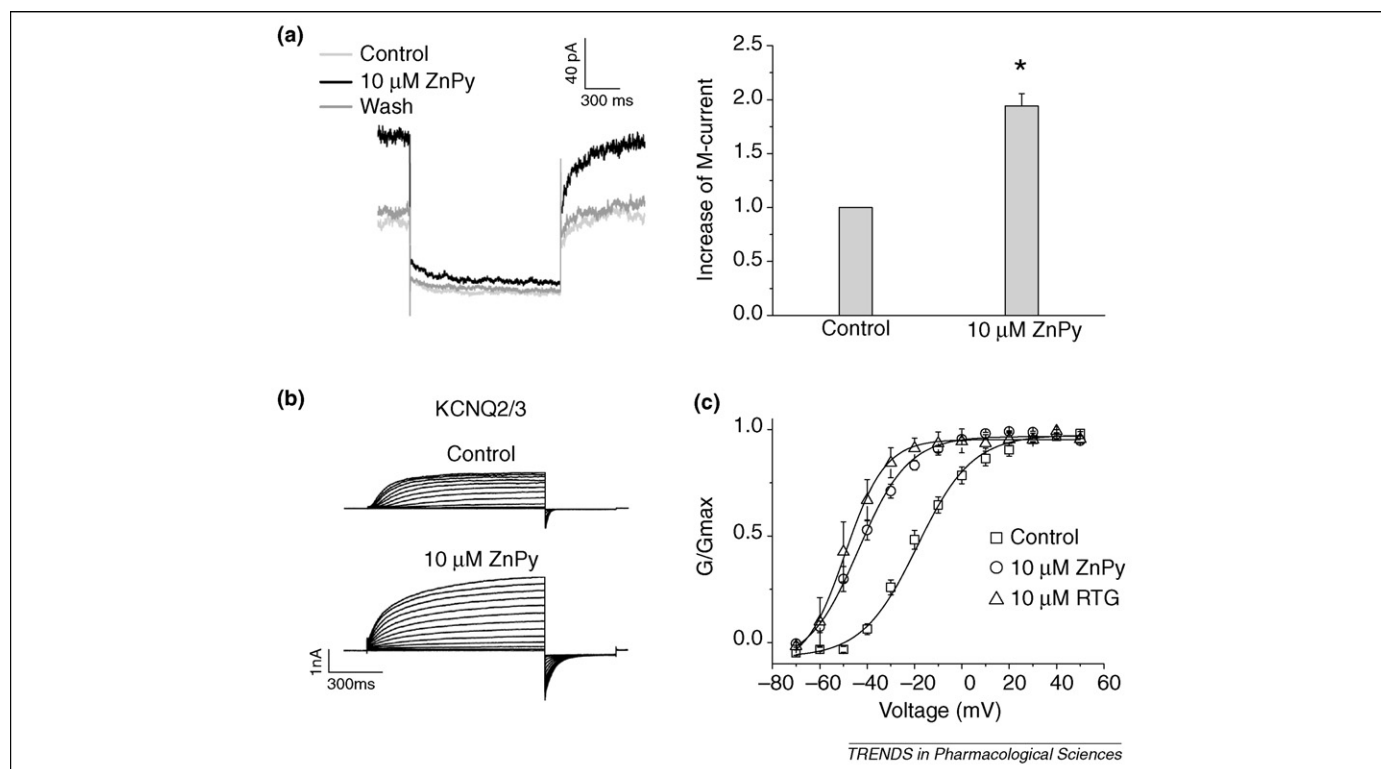 (a)
Control
10 µM ZnPy
Wash
40 pA
300 ms
Increase of M-current
2.5
2.0
1.5
1.0
0.5
0.0
*
Control
10 µM ZnPy
(b)
KCNQ2/3
Control
10 µM ZnPy
1nA
300ms
(c)
G/Gmax
1.0
0.5
0.0
Control
10 µM ZnPy
10 µM RTG
–80 –60 –40 –20 0 20 40 60
Voltage (mV)
TRENDS in Pharmacological Sciences